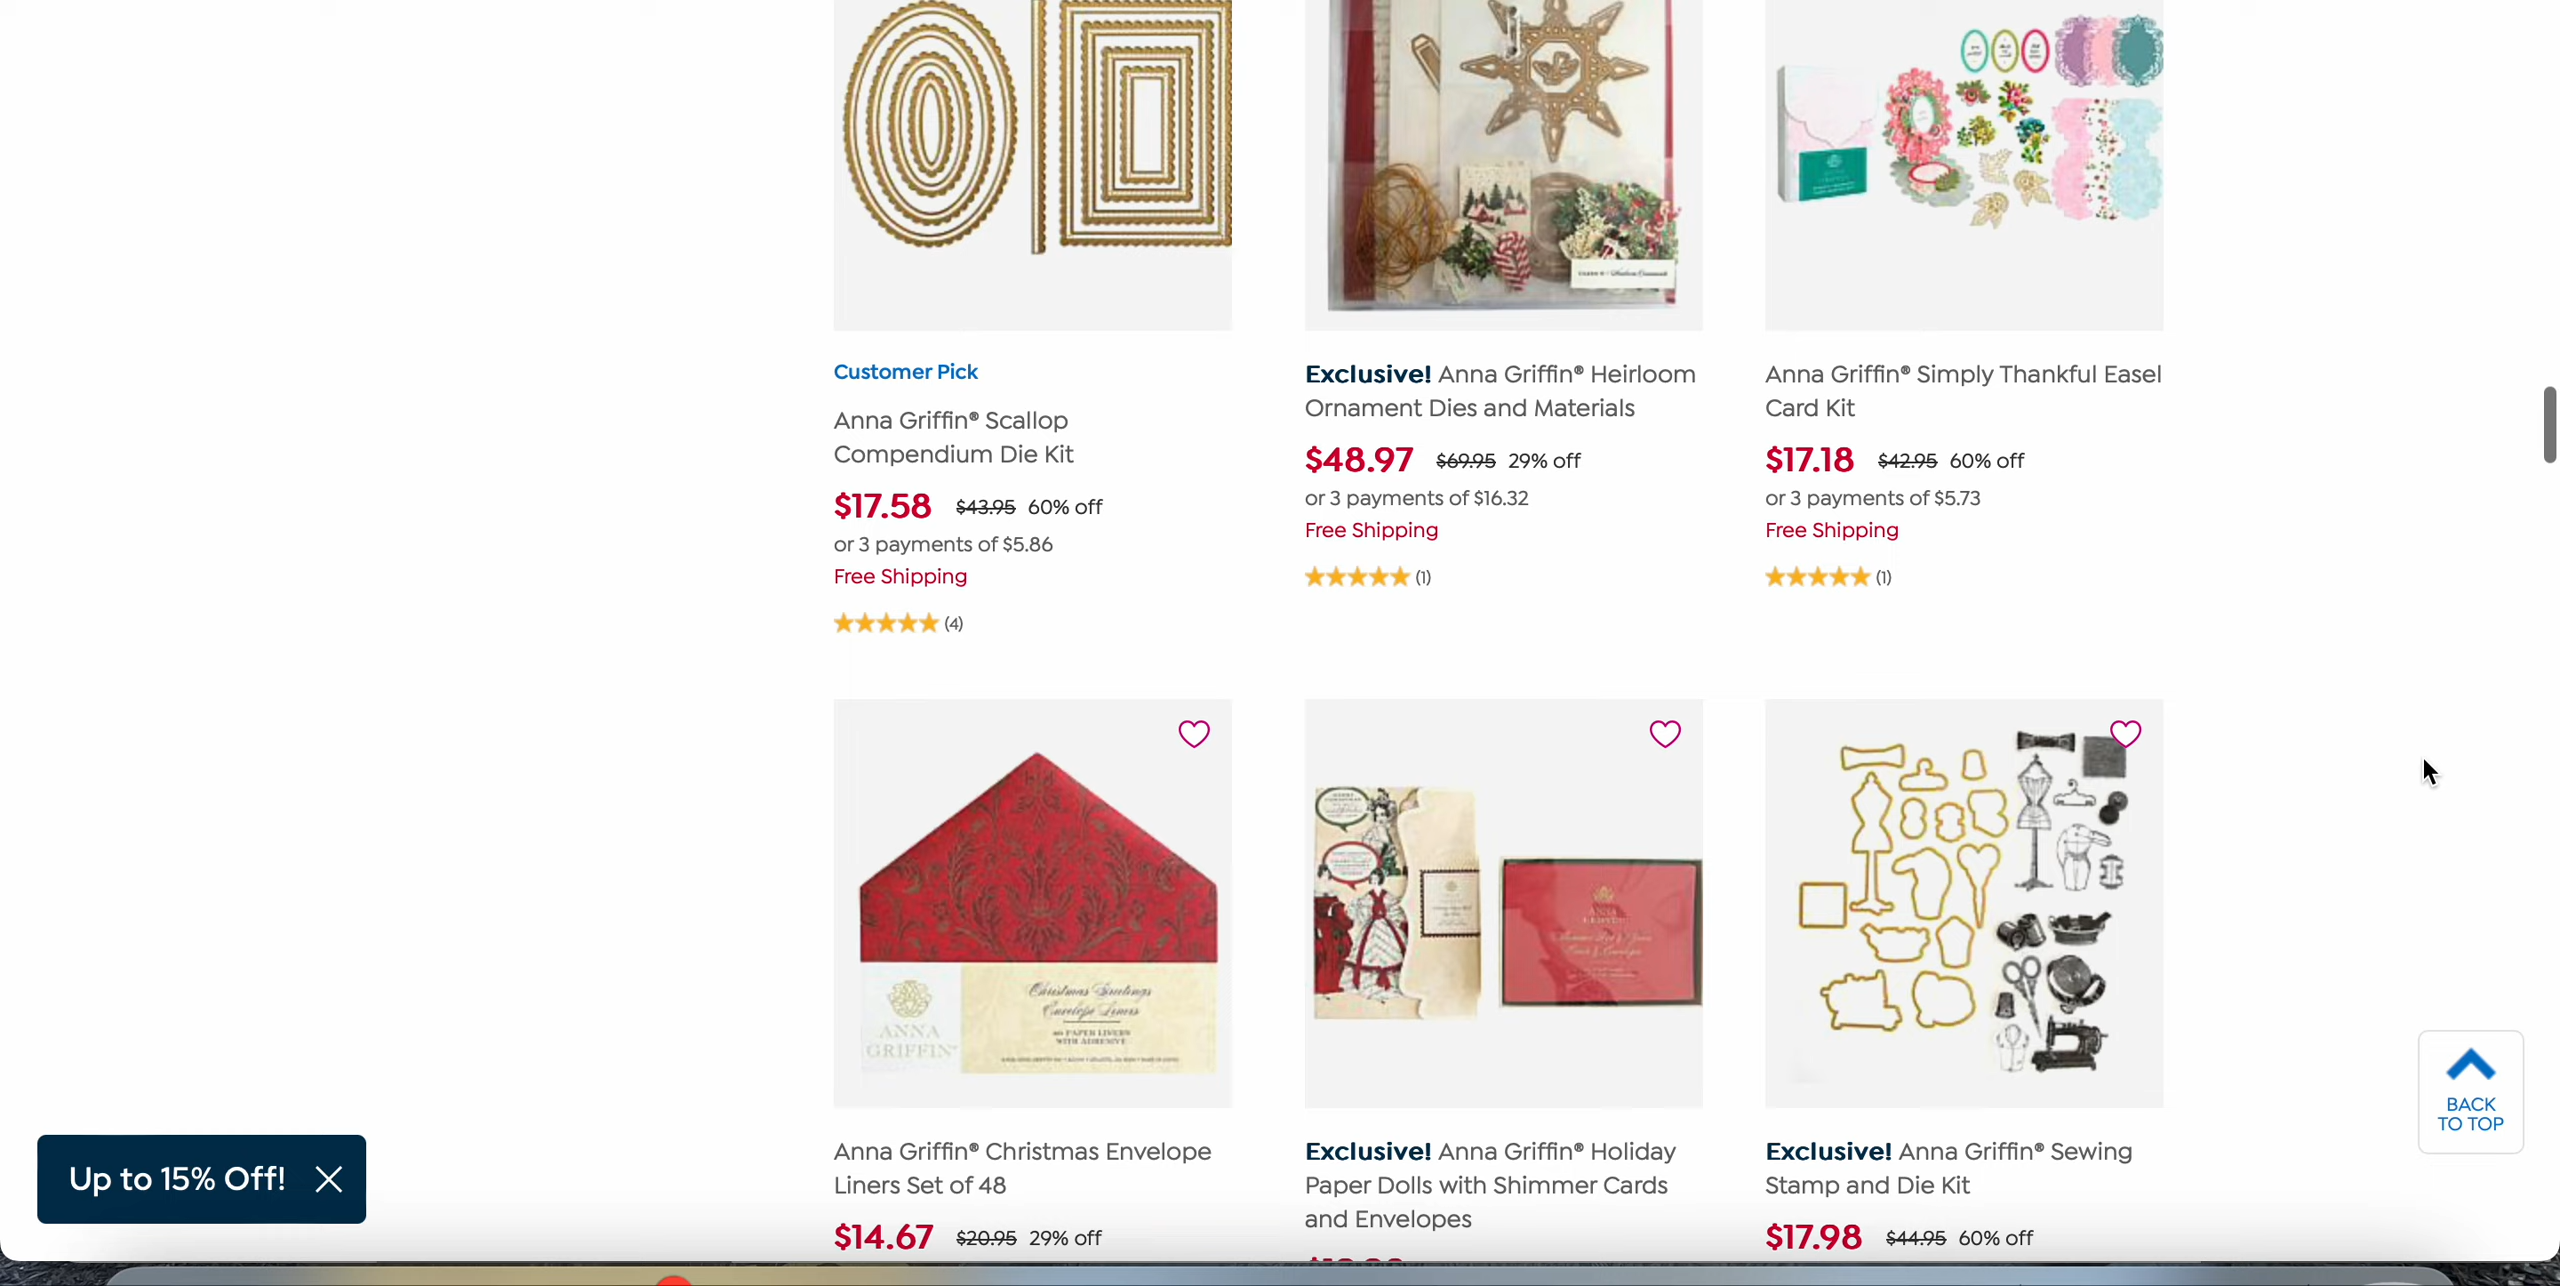 Customer Pick
Anna Griffin® Scallop
Compendium Die Kit
$17.58 $43.95 60% off
or 3 payments of $5.86
Free Shipping
(4)
Exclusive! Anna Griffin® Heirloom
Ornament Dies and Materials
$48.97 $69.95 29% off
or 3 payments of $16.32
Free Shipping
(1)
Anna Griffin® Simply Thankful Easel
Card Kit
$17.18 $42.95 60% off
or 3 payments of $5.73
Free Shipping
(1)
Christmas Greetings
Envelope Liners
ANNA
GRIFFIN
Anna Griffin® Christmas Envelope
Liners Set of 48
$14.67 $20.95 29% off
Exclusive! Anna Griffin® Holiday
Paper Dolls with Shimmer Cards
and Envelopes
Exclusive! Anna Griffin® Sewing
Stamp and Die Kit
$17.98 $44.95 60% off
Up to 15% Off!
BACK
TO TOP